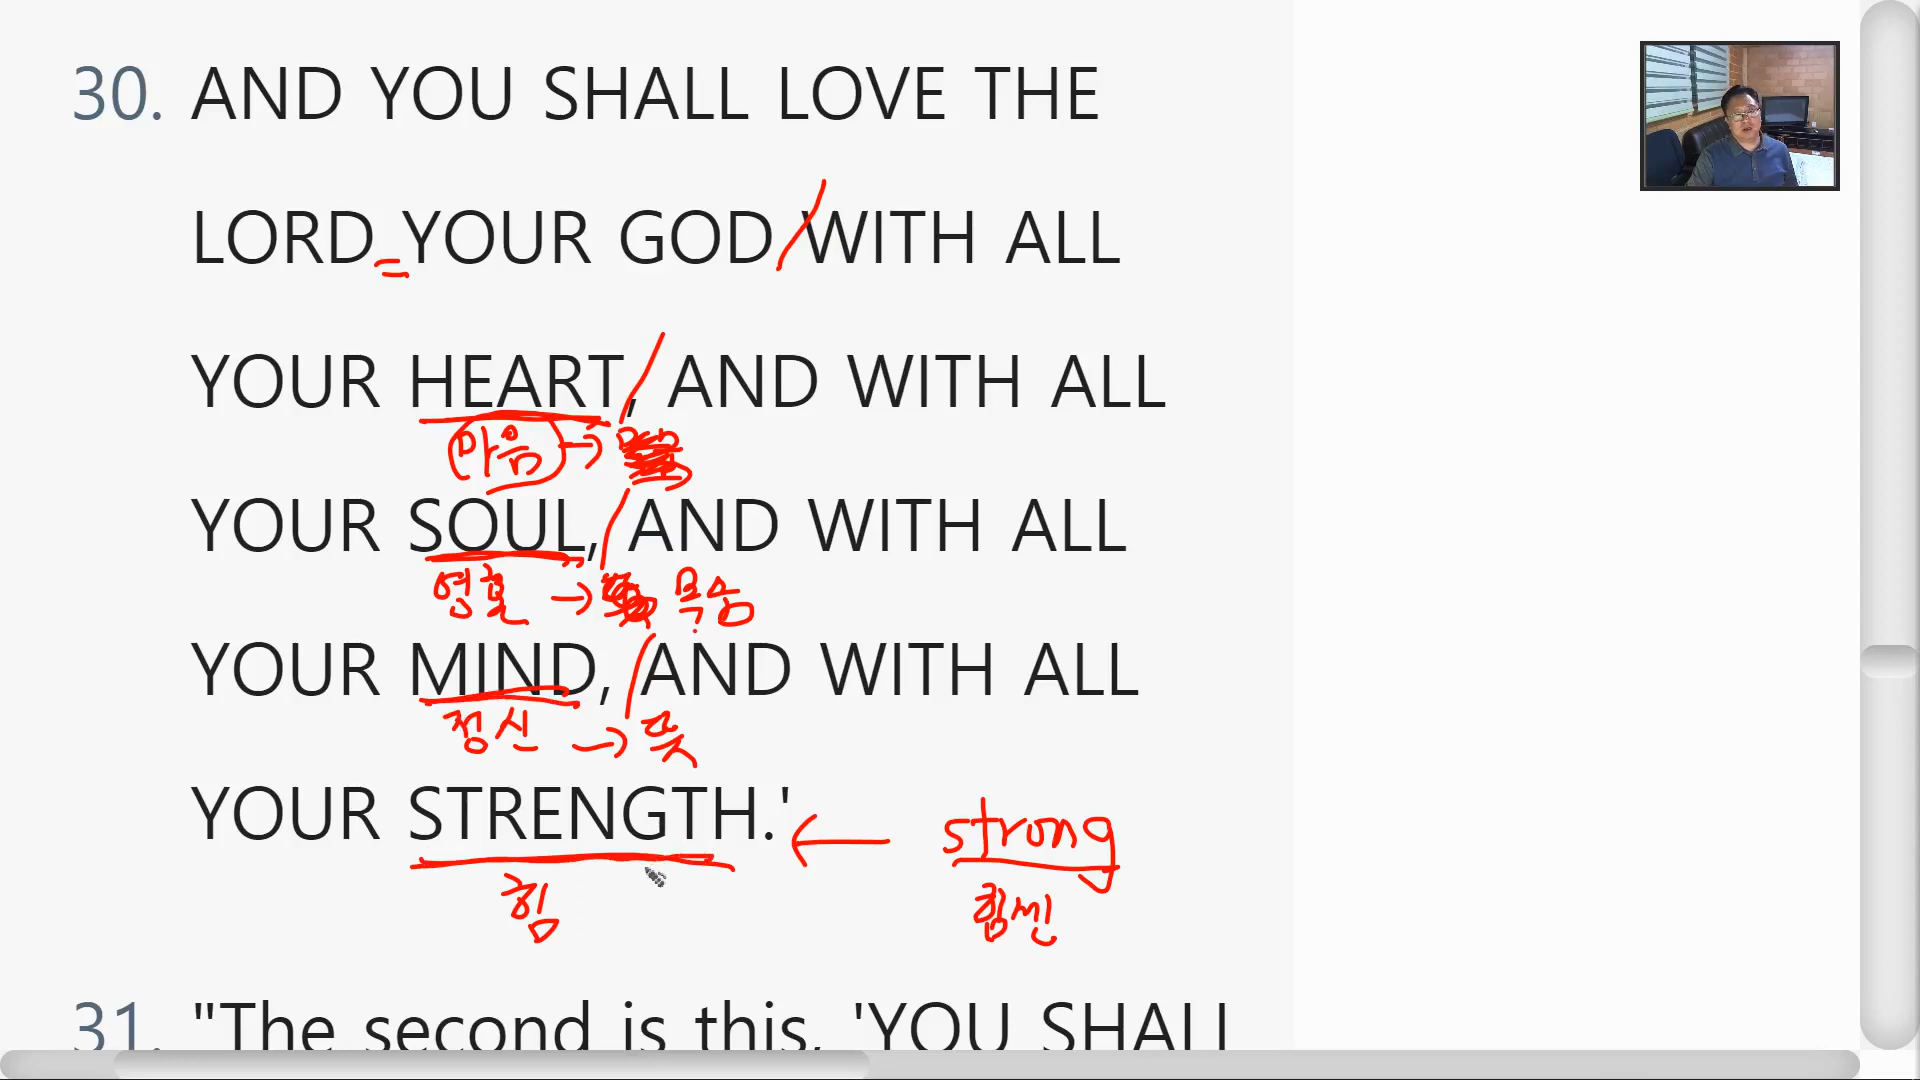 30. AND YOU SHALL LOVE THE
LORD YOUR GOD WITH ALL
YOUR HEART, AND WITH ALL
마음
YOUR SOUL, AND WITH ALL
영혼 → 목숨
YOUR MIND, AND WITH ALL
정신 → 뜻
YOUR STRENGTH.' ← strong
힘 힘센
31. "The second is this, 'YOU SHALL